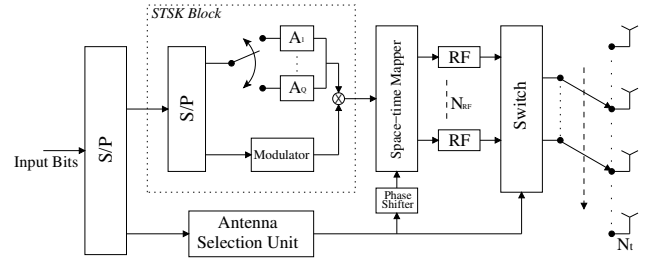 STSK Block
Input Bits
S/P
S/P
A1
AQ
Modulator
Space-time Mapper
RF
NRF
RF
Phase
Shifter
Switch
Antenna
Selection Unit
Nt